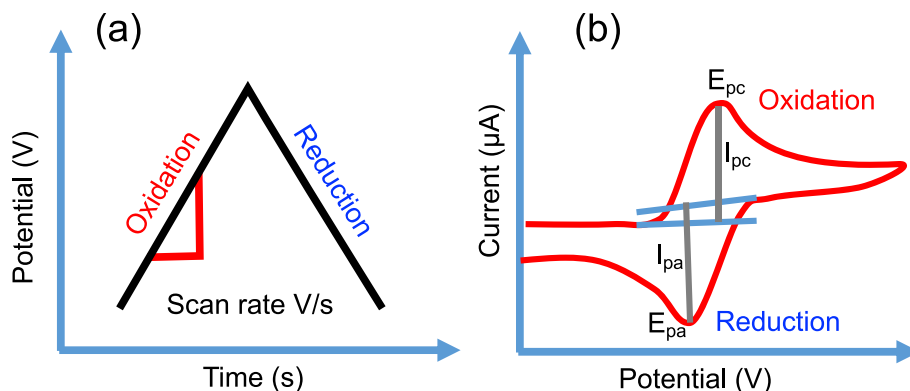 (a)
Potential (V)
Oxidation
Reduction
Scan rate V/s
Time (s)
(b)
Current (µA)
Epc
Oxidation
Ipc
Ipa
Epa
Reduction
Potential (V)